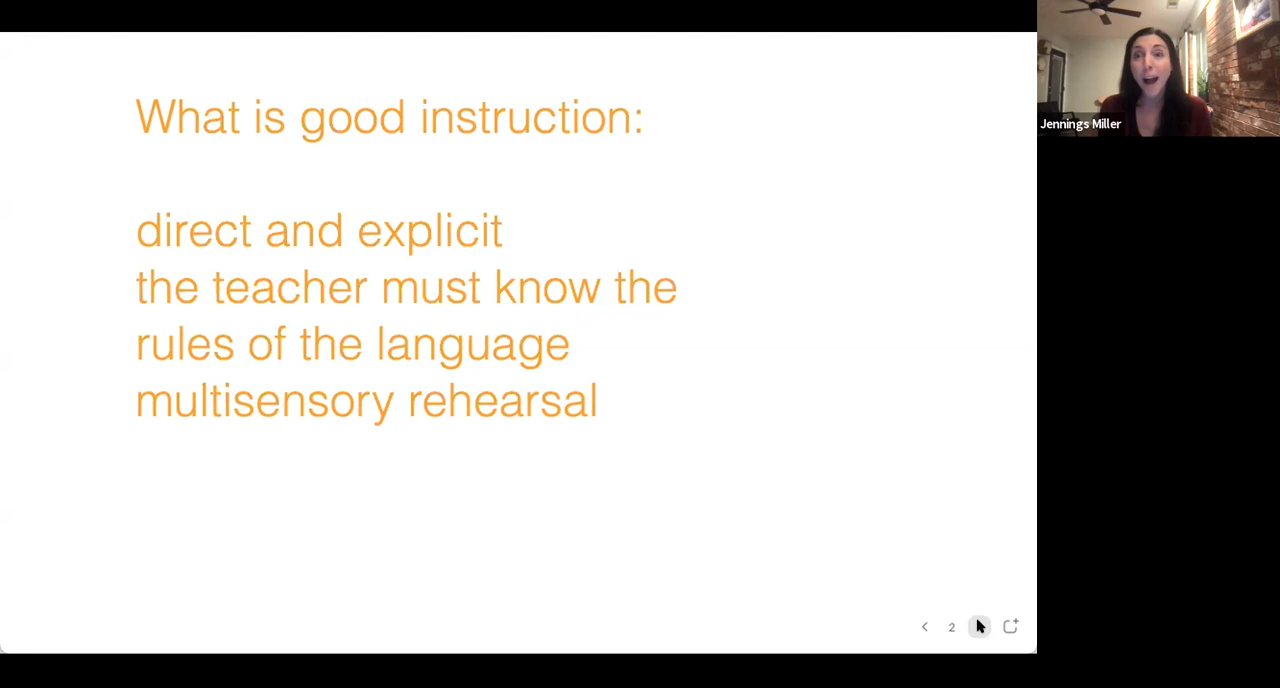 What is good instruction:
direct and explicit
the teacher must know the
rules of the language
multisensory rehearsal
Jennings Miller
2